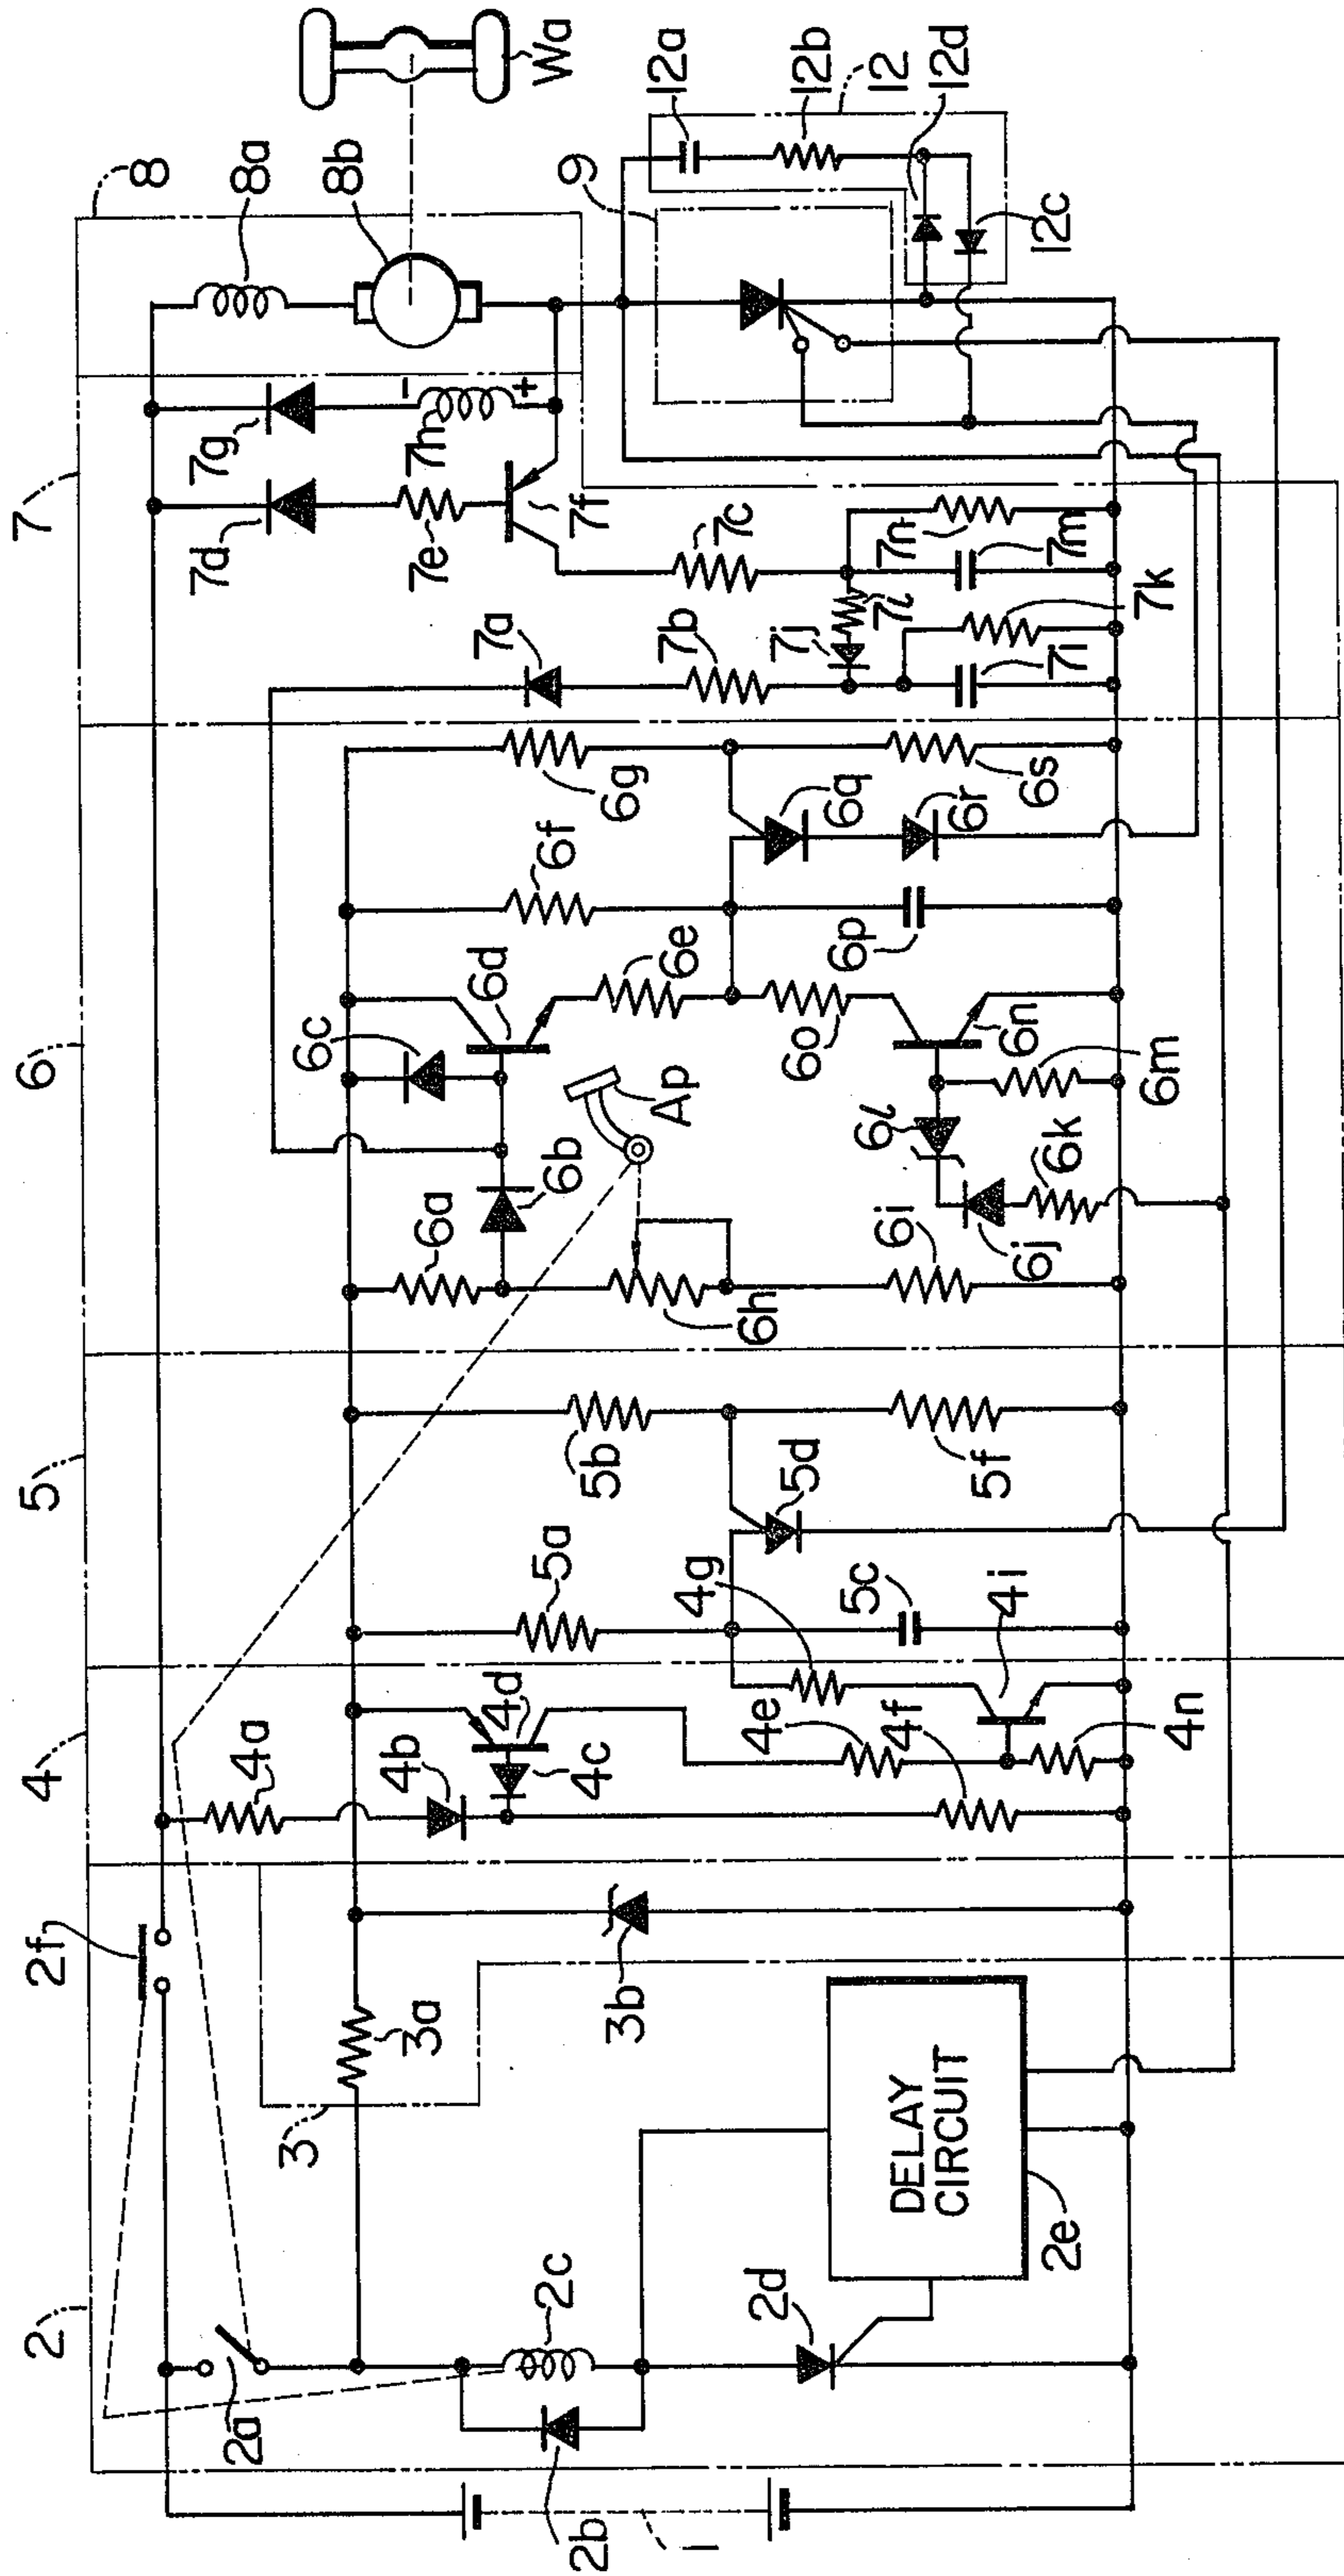 2
2f
2a
2b
2c
2d
2e
DELAY
CIRCUIT
1
3
3a
3b
4
4a
4b
4c
4d
4e
4f
4g
4i
4n
5
5a
5b
5c
5d
5f
6
6a
6b
6c
6d
6e
6f
6g
6h
6i
6j
6k
6l
6m
6n
6o
6p
6q
6r
6s
Ap
7
7a
7b
7c
7d
7e
7f
7g
7h
-
+
7i
7j
7k
7l
7m
7n
8
8a
8b
Wa
9
12a
12b
12
12d
12c